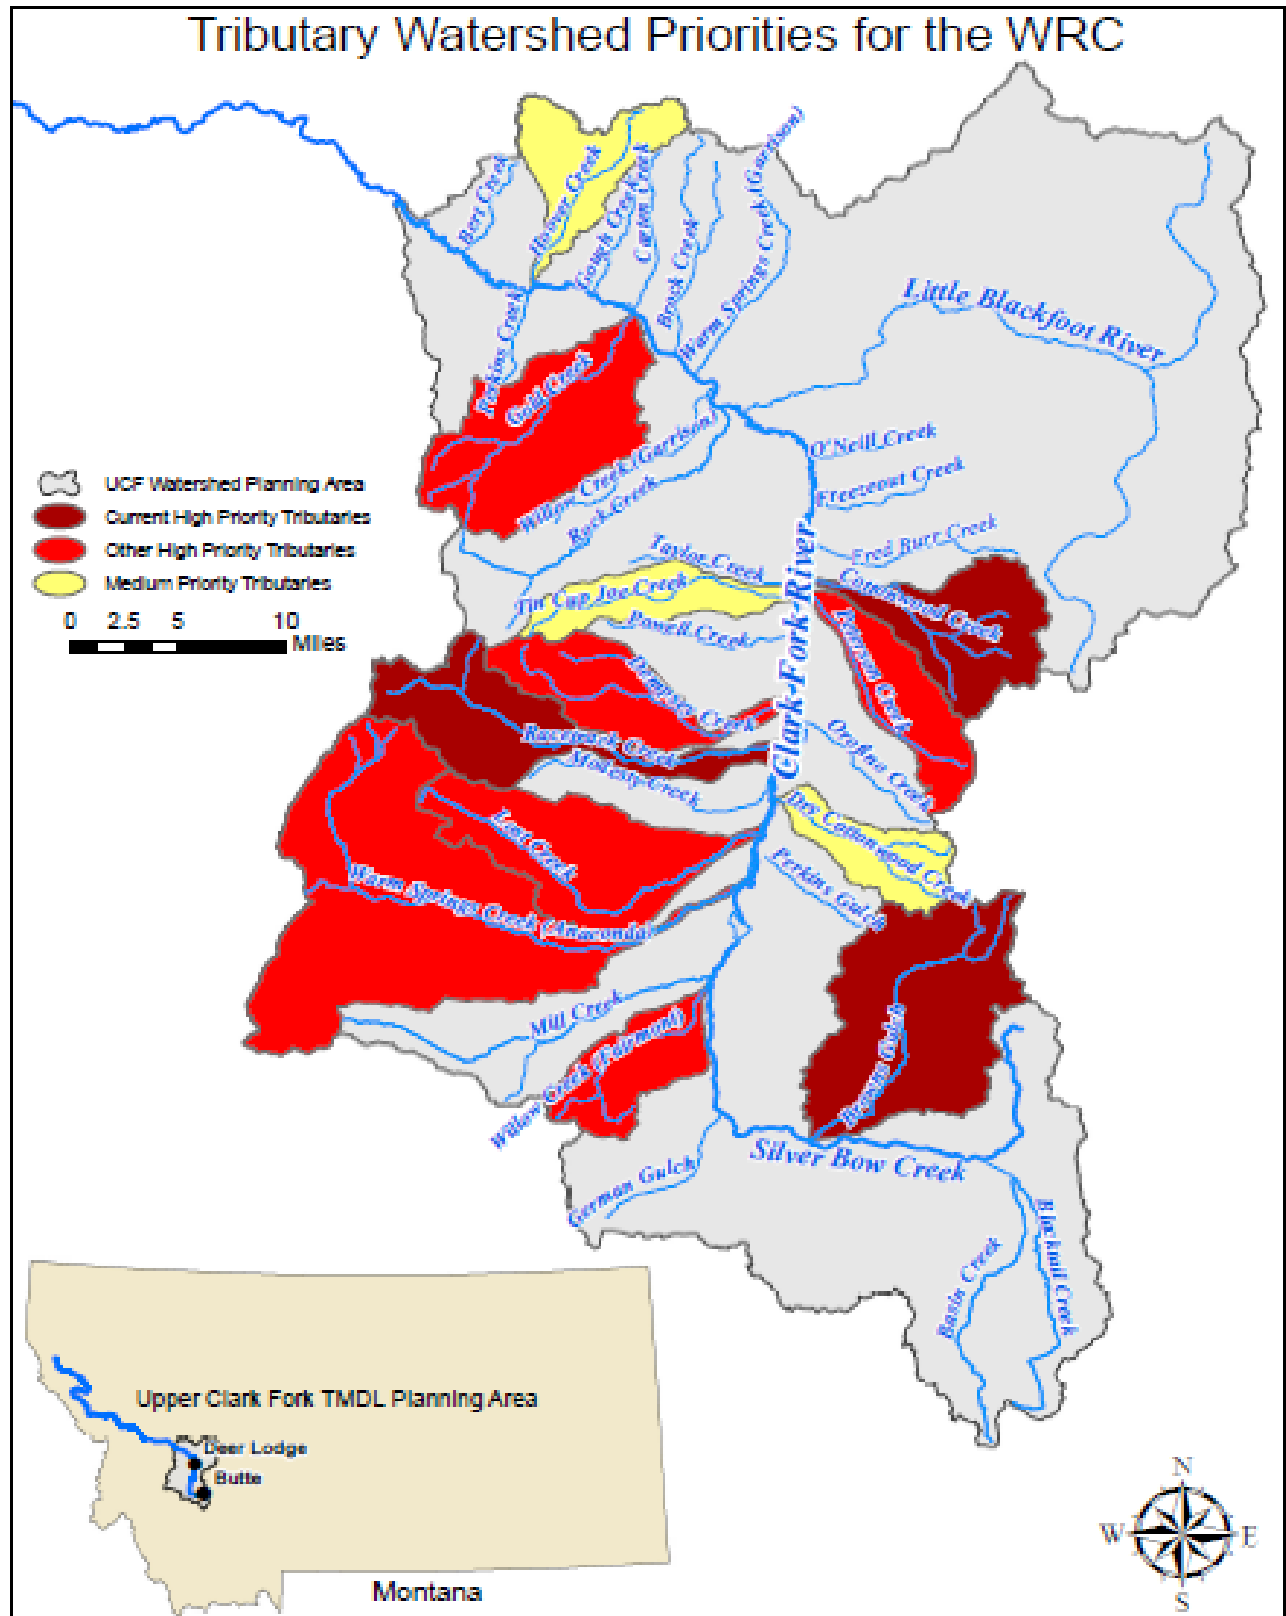 Tributary Watershed Priorities for the WRC
Bert Creek
Hoover Creek
Gough Creek
Carten Creek
Brock Creek
Warm Springs Creek (Garrison)
Perkins Creek
Gold Creek
Little Blackfoot River
Willow Creek (Garrison)
Rock Creek
O'Neill Creek
Freezeout Creek
Fred Burr Creek
Taylor Creek
Tin Cup Joe Creek
Powell Creek
Cottonwood Creek
Peterson Creek
Dempsey Creek
Clark Fork River
Racetrack Creek
Modesty Creek
Orofino Creek
Lost Creek
Dry Cottonwood Creek
Perkins Gulch
Warm Springs Creek (Anaconda)
Mill Creek
Willow Creek (Fairmont)
Browns Gulch
Silver Bow Creek
German Gulch
Basin Creek
Blacktail Creek
UCF Watershed Planning Area
Current High Priority Tributaries
Other High Priority Tributaries
Medium Priority Tributaries
0 2.5 5 10
Miles
Upper Clark Fork TMDL Planning Area
Deer Lodge
Butte
Montana
N
W E
S